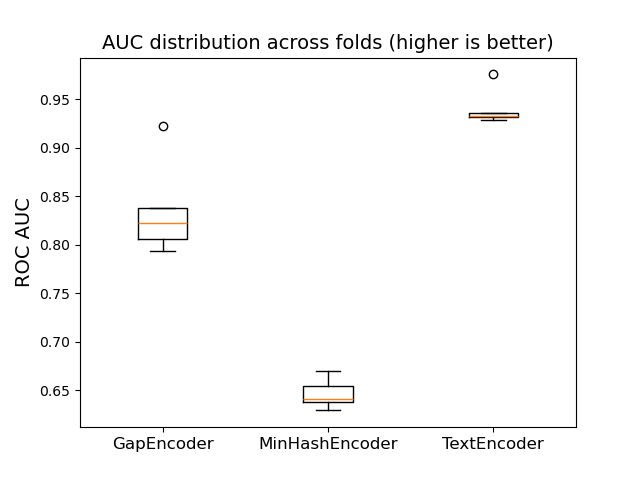 AUC distribution across folds (higher is better)
ROC AUC
0.95
0.90
0.85
0.80
0.75
0.70
0.65
GapEncoder
MinHashEncoder
TextEncoder